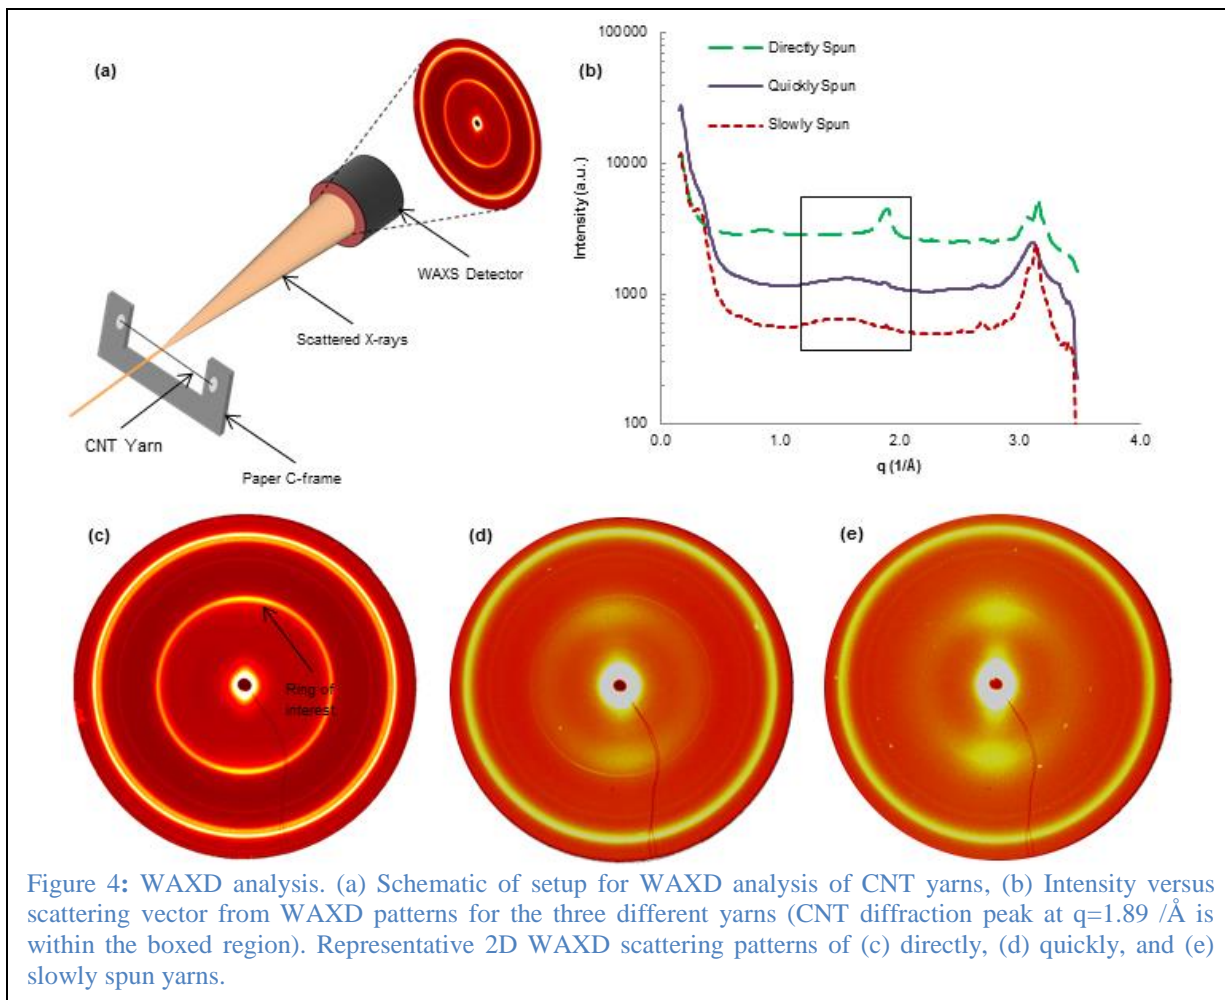 (a)
WAXS Detector
Scattered X-rays
CNT Yarn
Paper C-frame
(b)
Directly Spun
Quickly Spun
Slowly Spun
100000
10000
1000
100
Intensity (a.u.)
0.0 1.0 2.0 3.0 4.0
q (1/Å)
(c)
Ring of
interest
(d)
(e)
Figure 4: WAXD analysis. (a) Schematic of setup for WAXD analysis of CNT yarns, (b) Intensity versus
scattering vector from WAXD patterns for the three different yarns (CNT diffraction peak at q=1.89 /Å is
within the boxed region). Representative 2D WAXD scattering patterns of (c) directly, (d) quickly, and (e)
slowly spun yarns.